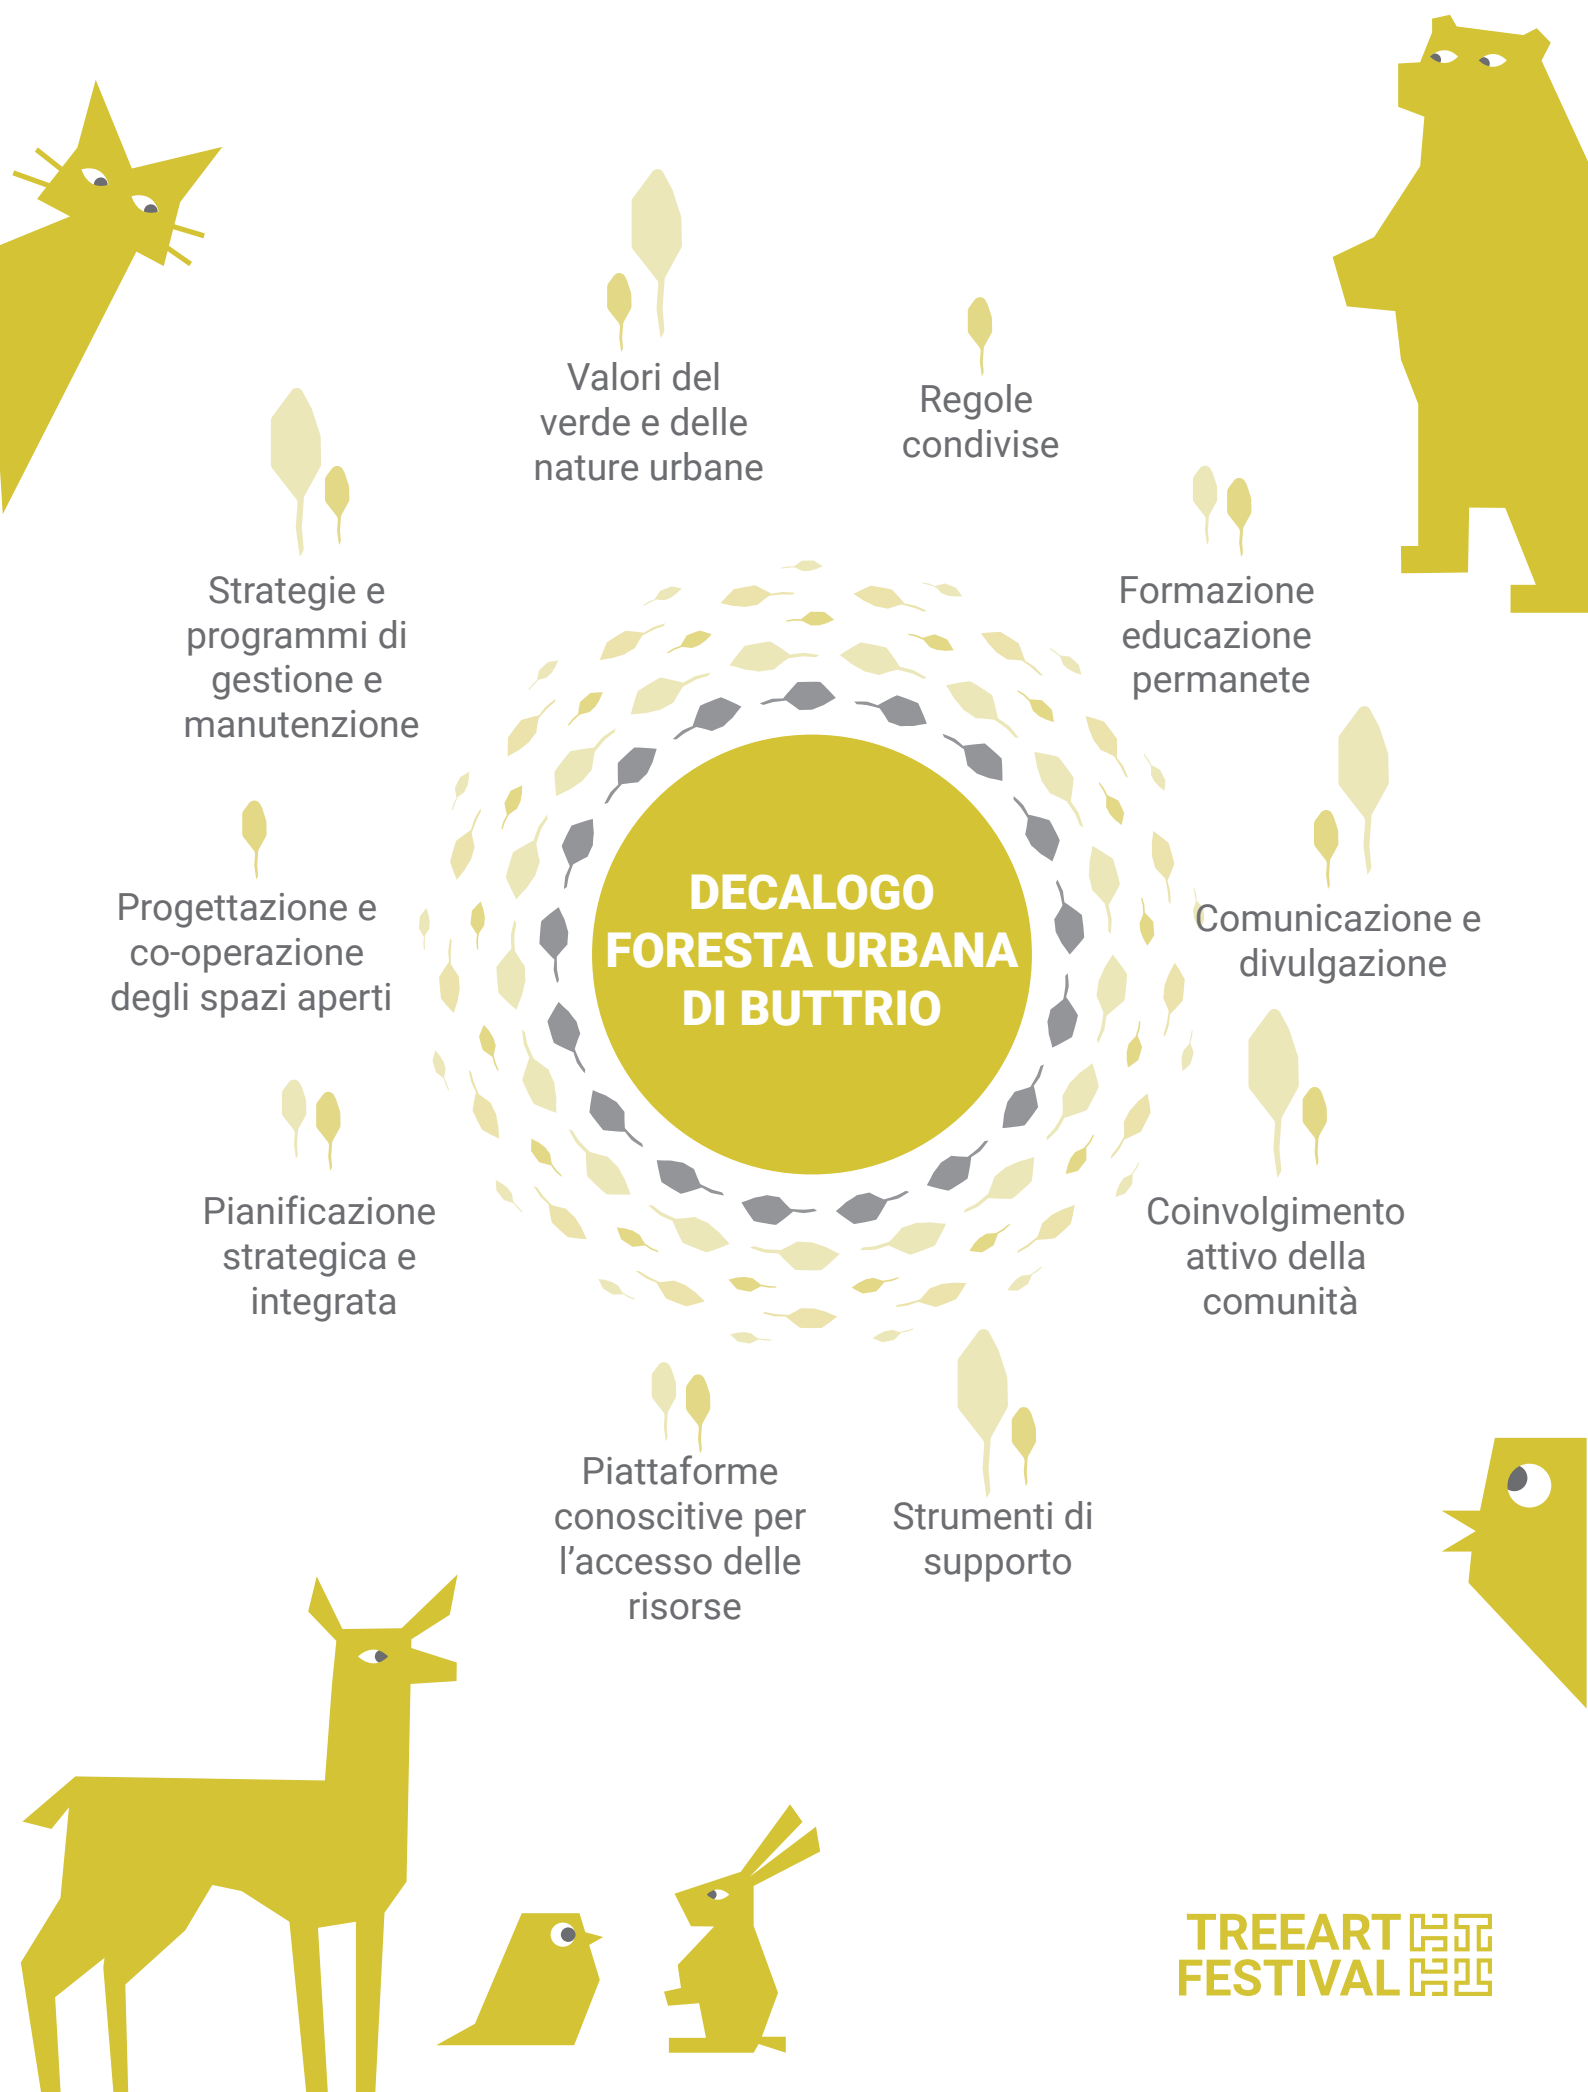 Valori del
verde e delle
nature urbane
Regole
condivise
Strategie e
programmi di
gestione e
manutenzione
Formazione
educazione
permanete
Progettazione e
co-operazione
degli spazi aperti
DECALOGO
FORESTA URBANA
DI BUTTRIO
Comunicazione e
divulgazione
Pianificazione
strategica e
integrata
Coinvolgimento
attivo della
comunità
Piattaforme
conoscitive per
l’accesso delle
risorse
Strumenti di
supporto
TREEART
FESTIVAL